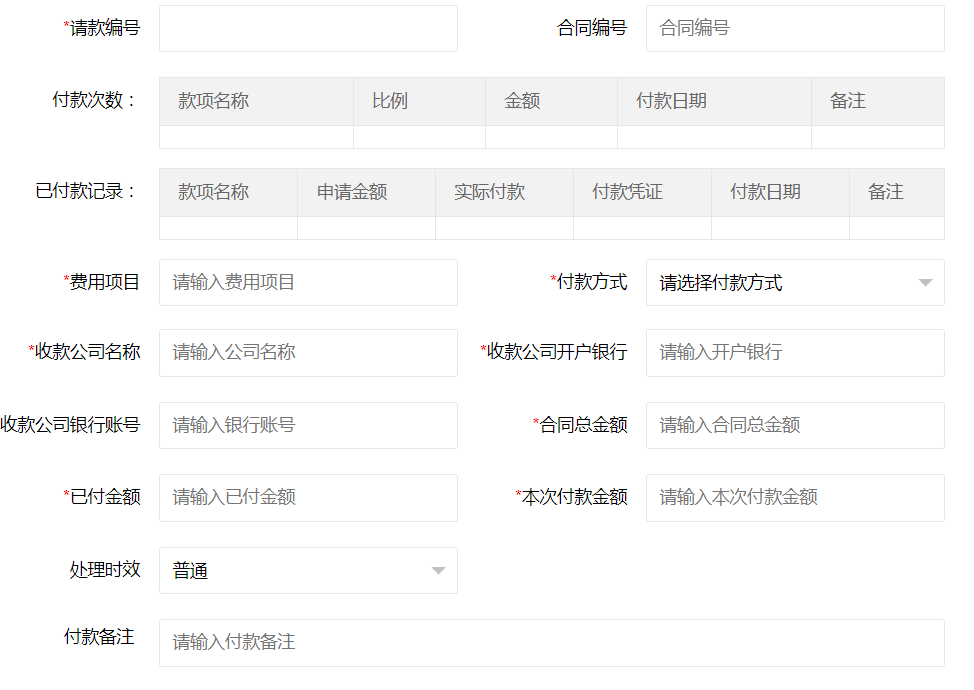 *请款编号 合同编号 合同编号
付款次数： 款项名称 比例 金额 付款日期 备注
已付款记录： 款项名称 申请金额 实际付款 付款凭证 付款日期 备注
*费用项目 请输入费用项目 *付款方式 请选择付款方式
*收款公司名称 请输入公司名称 *收款公司开户银行 请输入开户银行
收款公司银行账号 请输入银行账号 *合同总金额 请输入合同总金额
*已付金额 请输入已付金额 *本次付款金额 请输入本次付款金额
处理时效 普通
付款备注 请输入付款备注